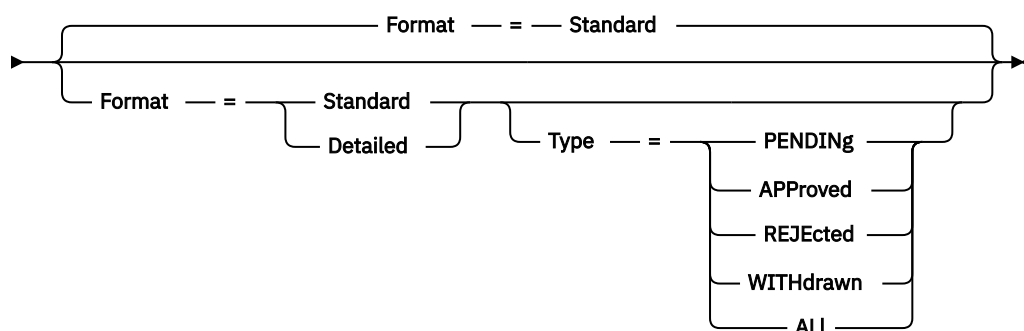 Format = Standard
Format = Standard
Detailed
Type = PENDINg
APProved
REJEcted
WITHdrawn